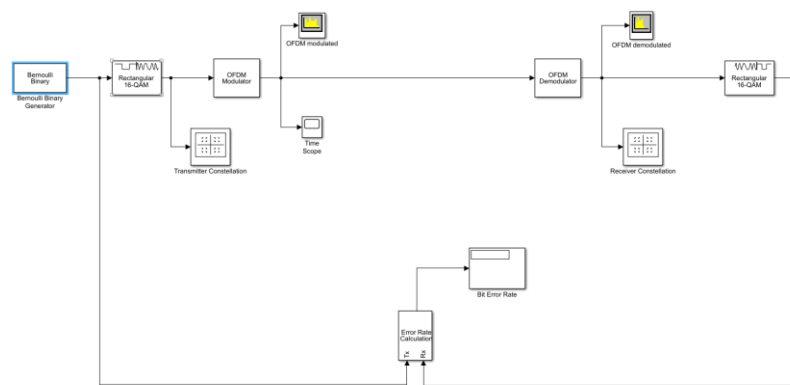 OFDM modulated
OFDM demodulated
Bernoulli
Binary
Bernoulli Binary
Generator
Rectangular
16-QAM
OFDM
Modulator
OFDM
Demodulator
Rectangular
16-QAM
Time
Scope
Transmitter Constellation
Receiver Constellation
Bit Error Rate
Error Rate
Calculation
Tx
Rx